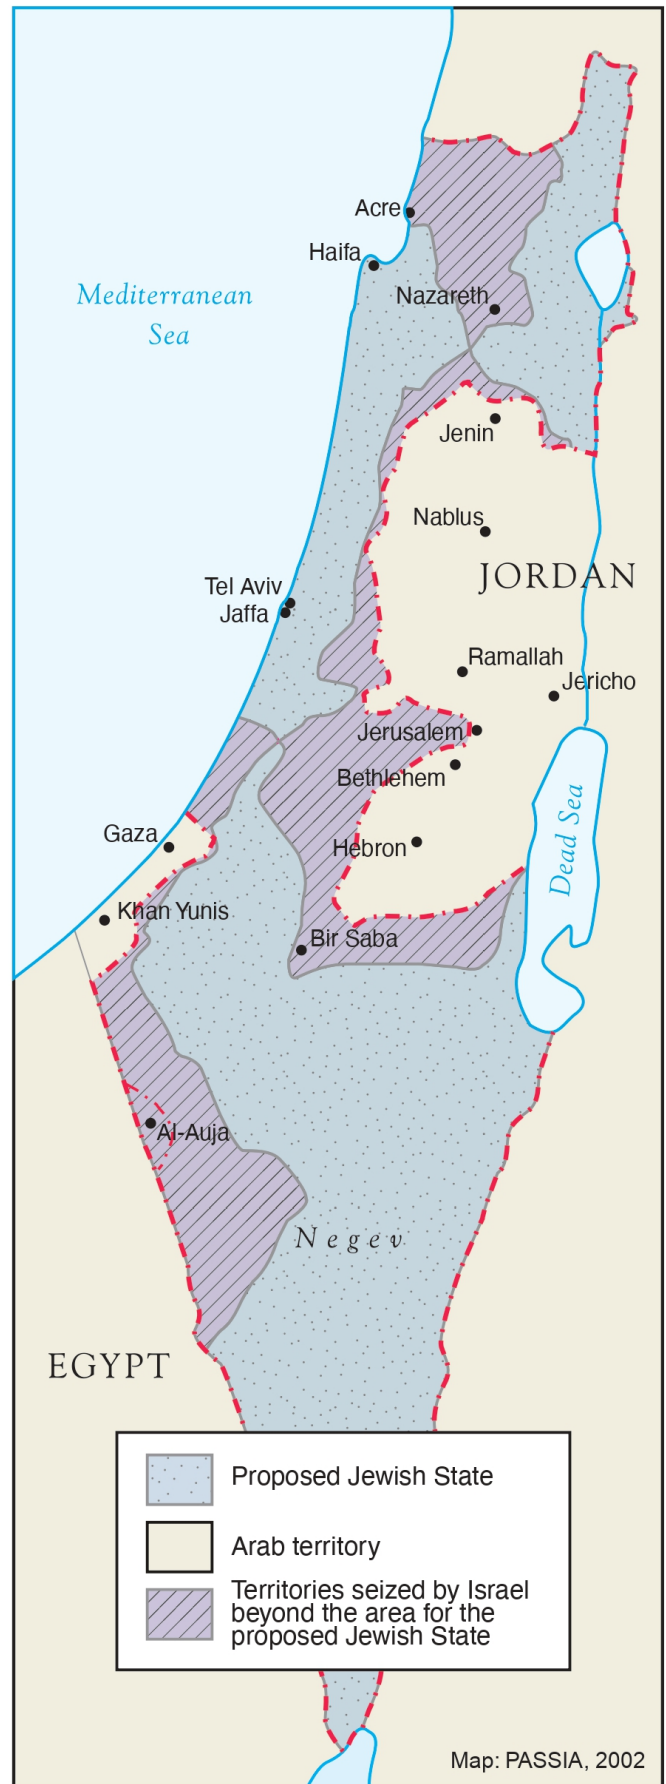 Acre
Haifa
Mediterranean
Sea
Nazareth
Jenin
Nablus
JORDAN
Tel Aviv
Jaffa
Ramallah
Jericho
Jerusalem
Bethlehem
Dead Sea
Gaza
Hebron
Khan Yunis
Bir Saba
Al-Auja
Negev
EGYPT
Proposed Jewish State
Arab territory
Territories seized by Israel
beyond the area for the
proposed Jewish State
Map: PASSIA, 2002